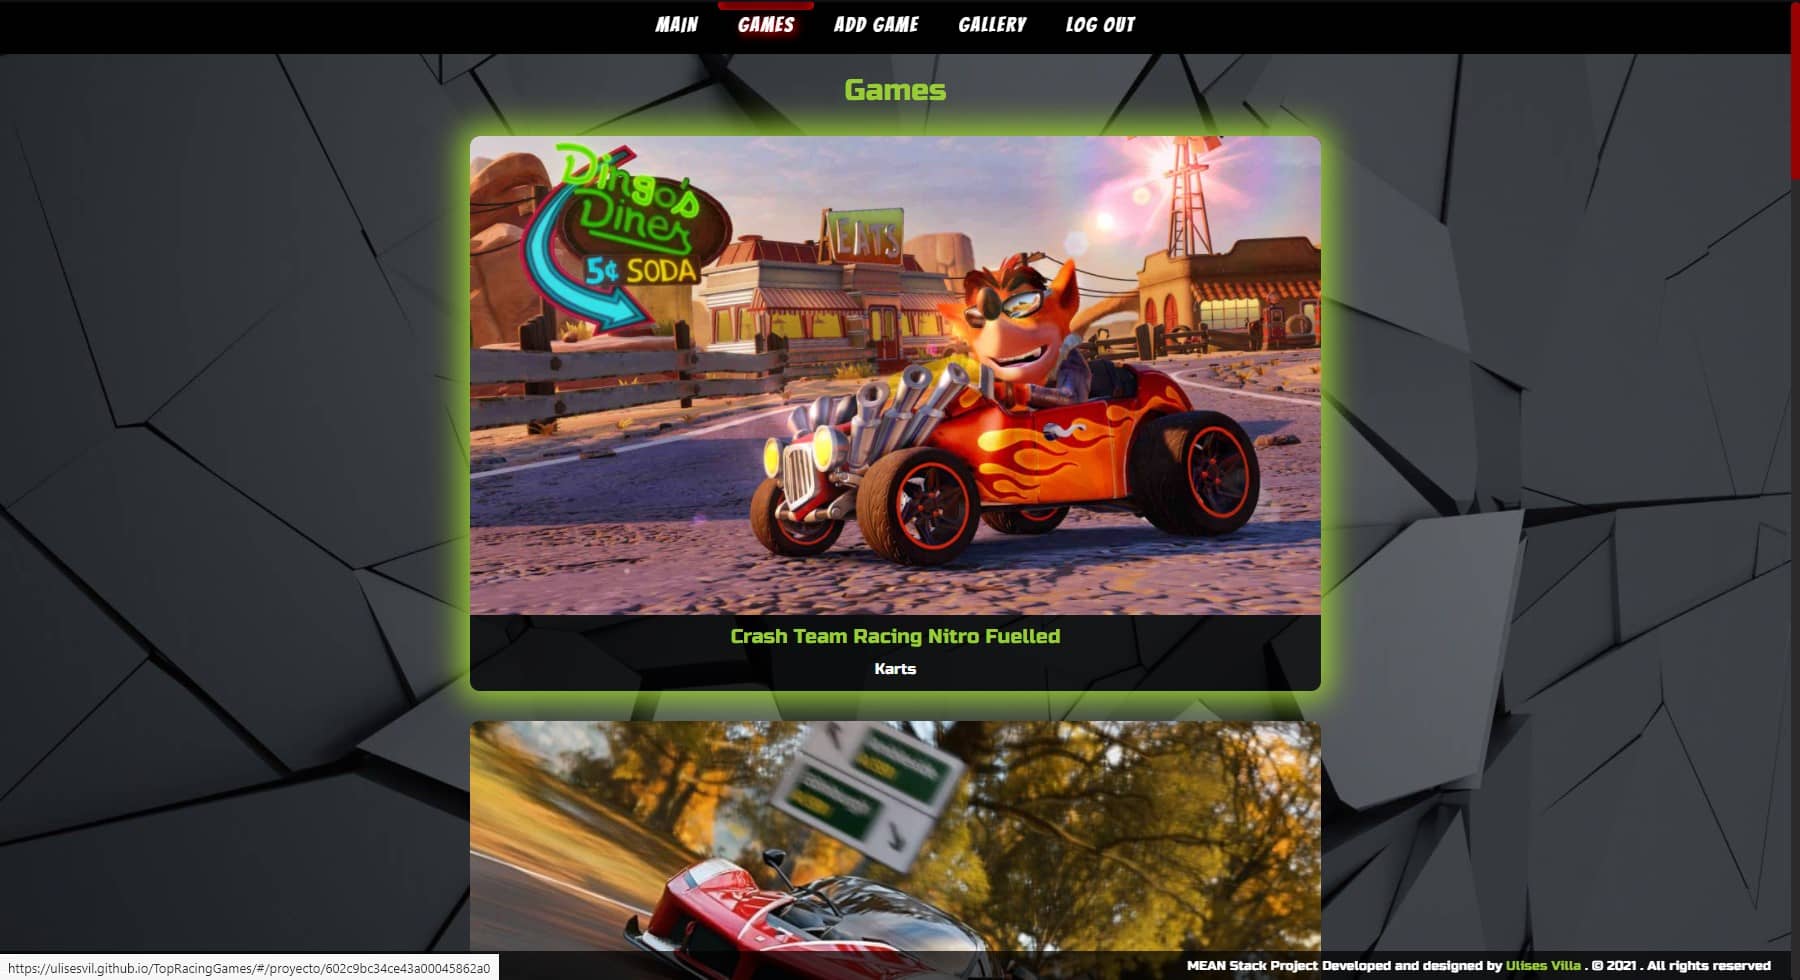 MAIN
GAMES
ADD GAME
GALLERY
LOG OUT
Games
Dingo's
Diner
5¢ SODA
EATS
Crash Team Racing Nitro Fuelled
Karts
https://ulisesvil.github.io/TopRacingGames/#/proyecto/602c9bc34ce43a00045862a0
MEAN Stack Project Developed and designed by Ulises Villa . © 2021 . All rights reserved